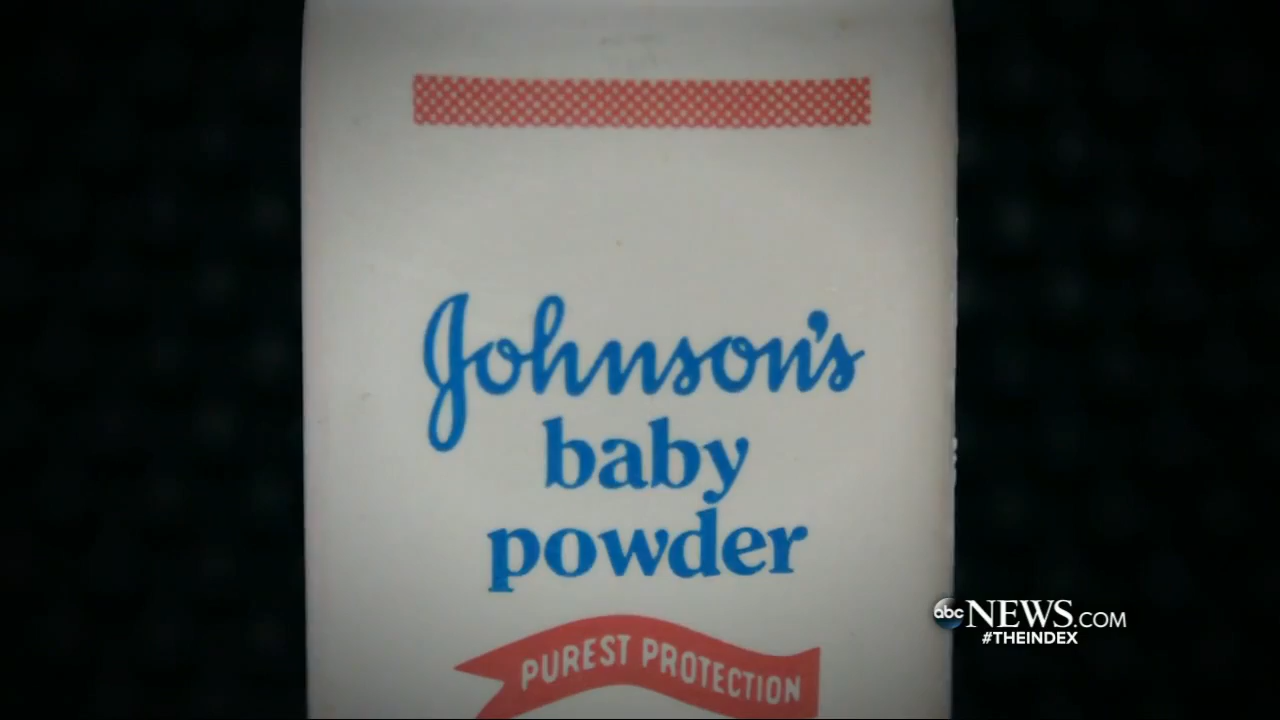 Johnson's
baby
powder
PUREST PROTECTION
abc NEWS.COM
#THEINDEX